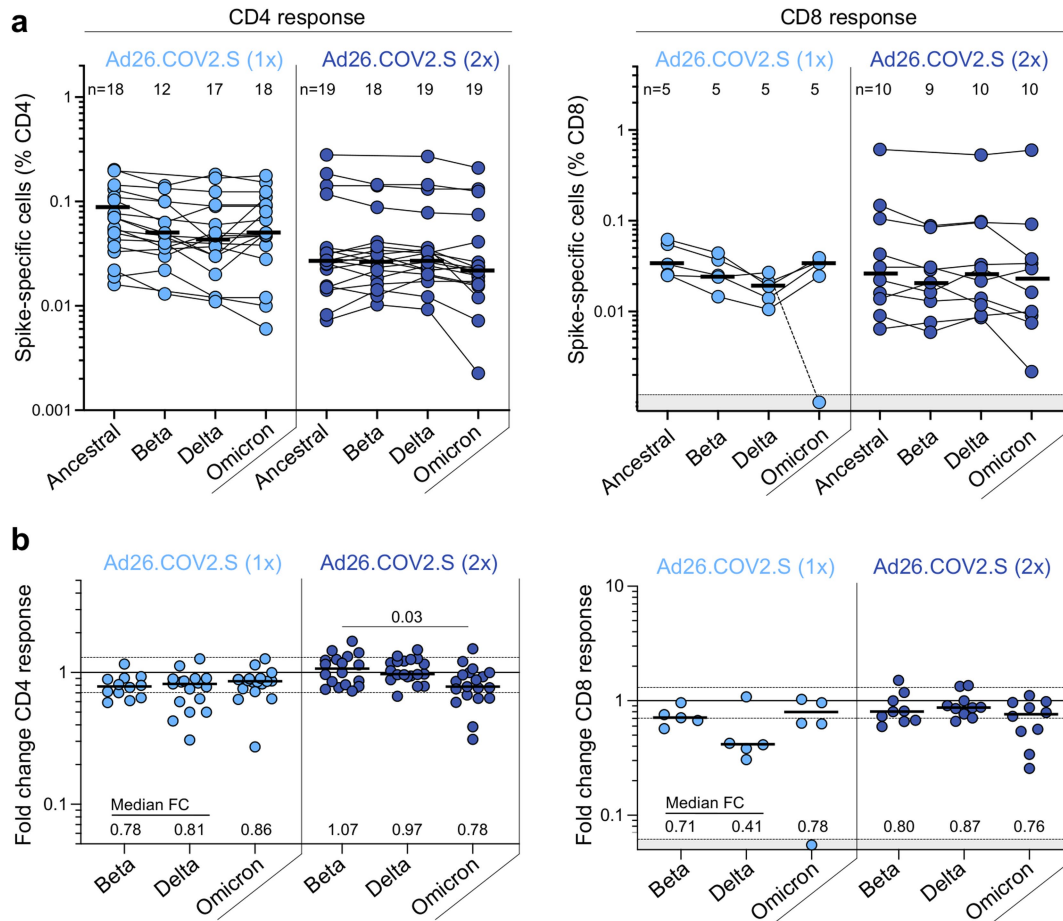 a
CD4 response
Ad26.COV2.S (1x)
Ad26.COV2.S (2x)
n=18 12 17 18
n=19 18 19 19
Spike-specific cells (% CD4)
1
0.1
0.01
0.001
Ancestral
Beta
Delta
Omicron
Ancestral
Beta
Delta
Omicron
CD8 response
Ad26.COV2.S (1x)
Ad26.COV2.S (2x)
n=5 5 5 5
n=10 9 10 10
Spike-specific cells (% CD8)
1
0.1
0.01
Ancestral
Beta
Delta
Omicron
Ancestral
Beta
Delta
Omicron
b
Ad26.COV2.S (1x)
Ad26.COV2.S (2x)
Fold change CD4 response
1
0.1
0.03
Median FC
0.78 0.81 0.86
1.07 0.97 0.78
Beta
Delta
Omicron
Beta
Delta
Omicron
Ad26.COV2.S (1x)
Ad26.COV2.S (2x)
Fold change CD8 response
10
1
0.1
Median FC
0.71 0.41 0.78
0.80 0.87 0.76
Beta
Delta
Omicron
Beta
Delta
Omicron